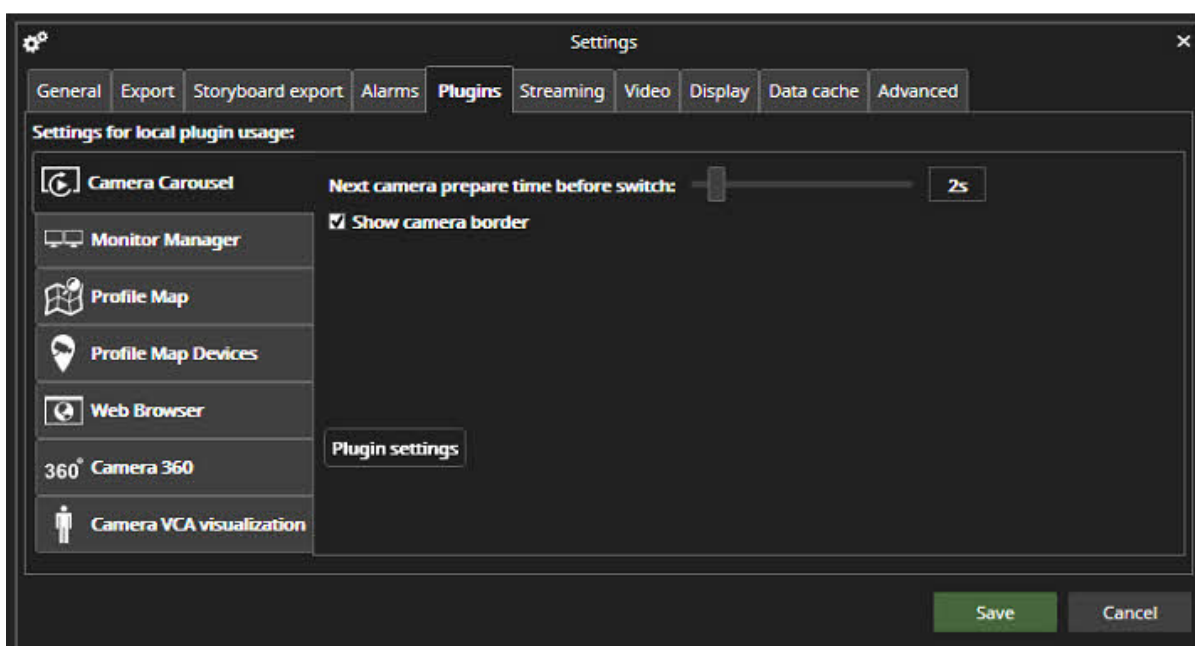 Settings
General Export Storyboard export Alarms Plugins Streaming Video Display Data cache Advanced
Settings for local plugin usage:
Camera Carousel
Next camera prepare time before switch: 2s
Show camera border
Monitor Manager
Profile Map
Profile Map Devices
Web Browser
Plugin settings
360° Camera 360
Camera VCA visualization
Save Cancel